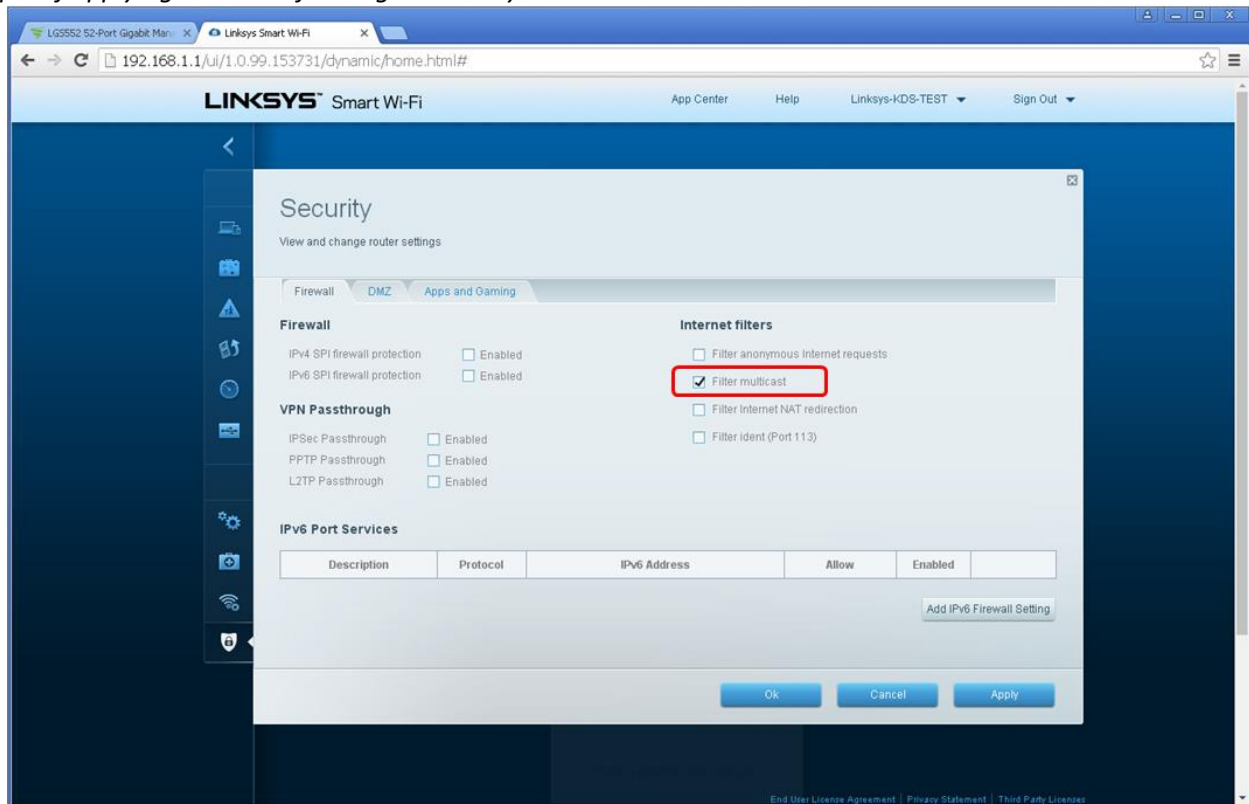 LGS552 52-Port Gigabit Man
Linksys Smart Wi-Fi
192.168.1.1/ui/1.0.99.153731/dynamic/home.html#
LINKSYS™ Smart Wi-Fi
App Center Help Linksys-KDS-TEST Sign Out
Security
View and change router settings
Firewall DMZ Apps and Gaming
Firewall
IPv4 SPI firewall protection Enabled
IPv6 SPI firewall protection Enabled
VPN Passthrough
IPSec Passthrough Enabled
PPTP Passthrough Enabled
L2TP Passthrough Enabled
Internet filters
Filter anonymous Internet requests
Filter multicast
Filter Internet NAT redirection
Filter ident (Port 113)
IPv6 Port Services
Description Protocol IPv6 Address Allow Enabled
Add IPv6 Firewall Setting
Ok Cancel Apply
End User License Agreement | Privacy Statement | Third Party Licenses